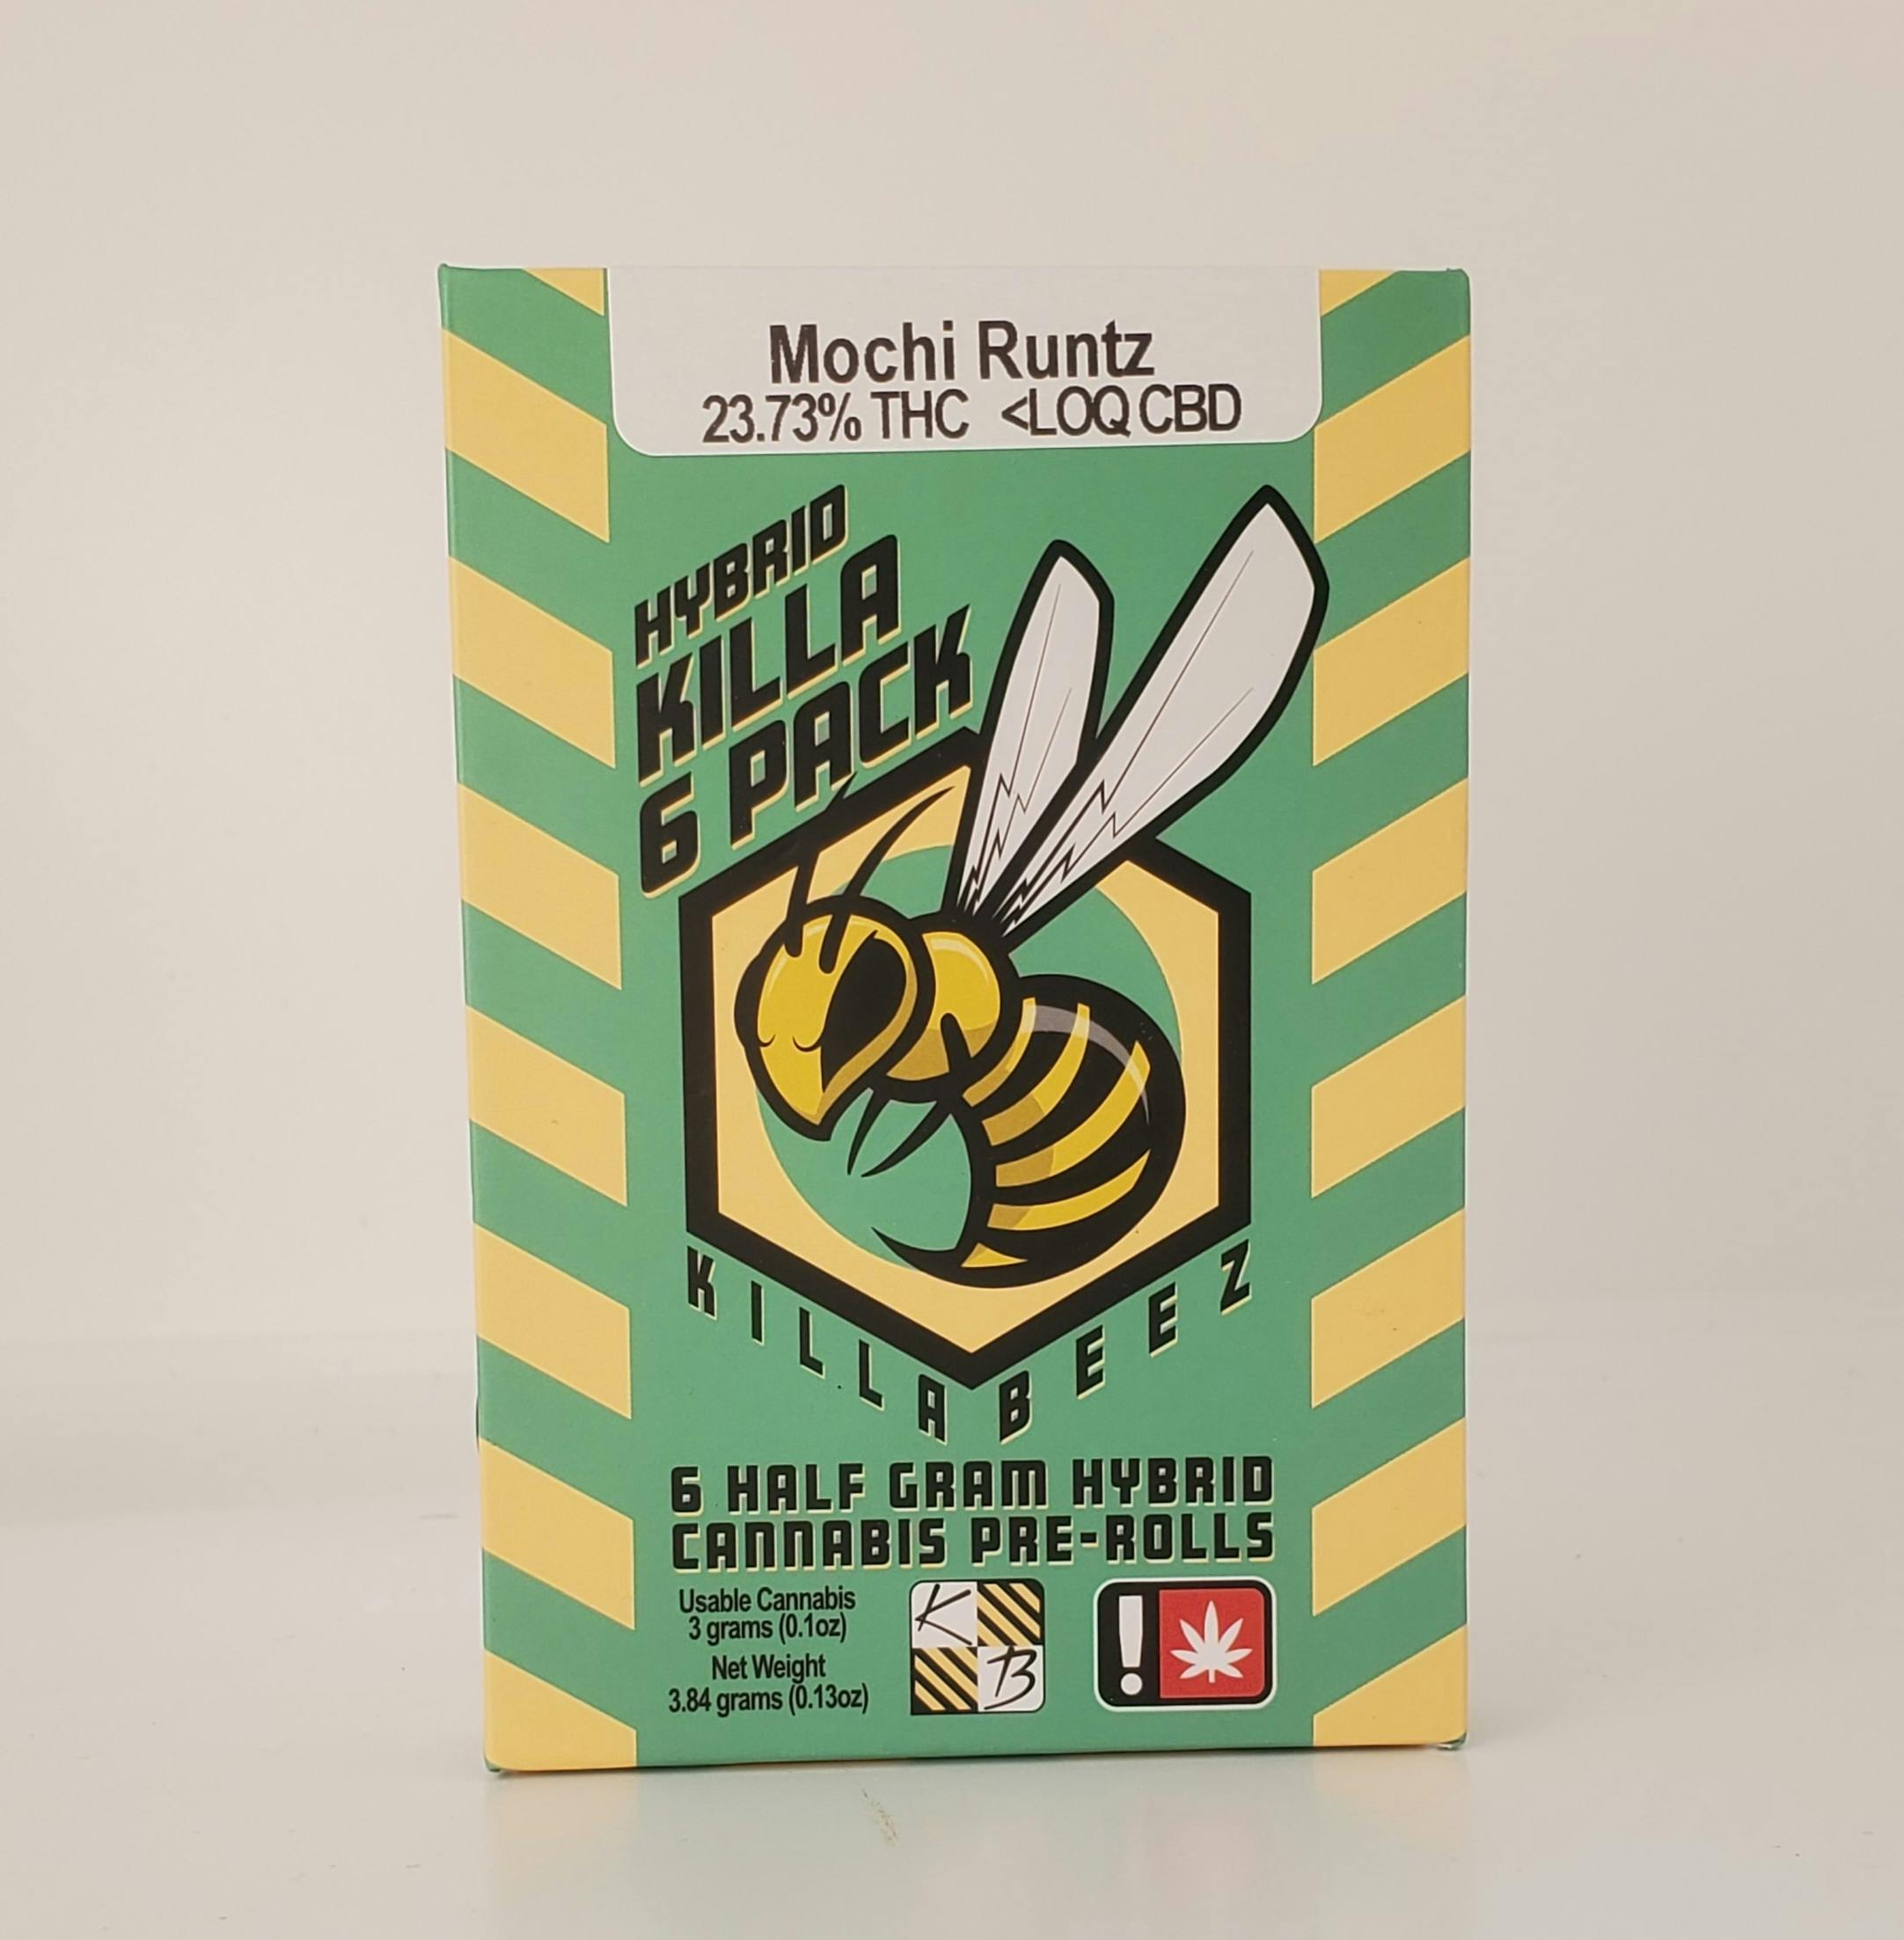 Mochi Runtz
23.73% THC <LOQ CBD
HYBRID
KILLA
6 PACK
KILLA BEEZ
6 HALF GRAM HYBRID
CANNABIS PRE-ROLLS
Usable Cannabis
3 grams (0.1oz)
Net Weight
3.84 grams (0.13oz)
K
B
!